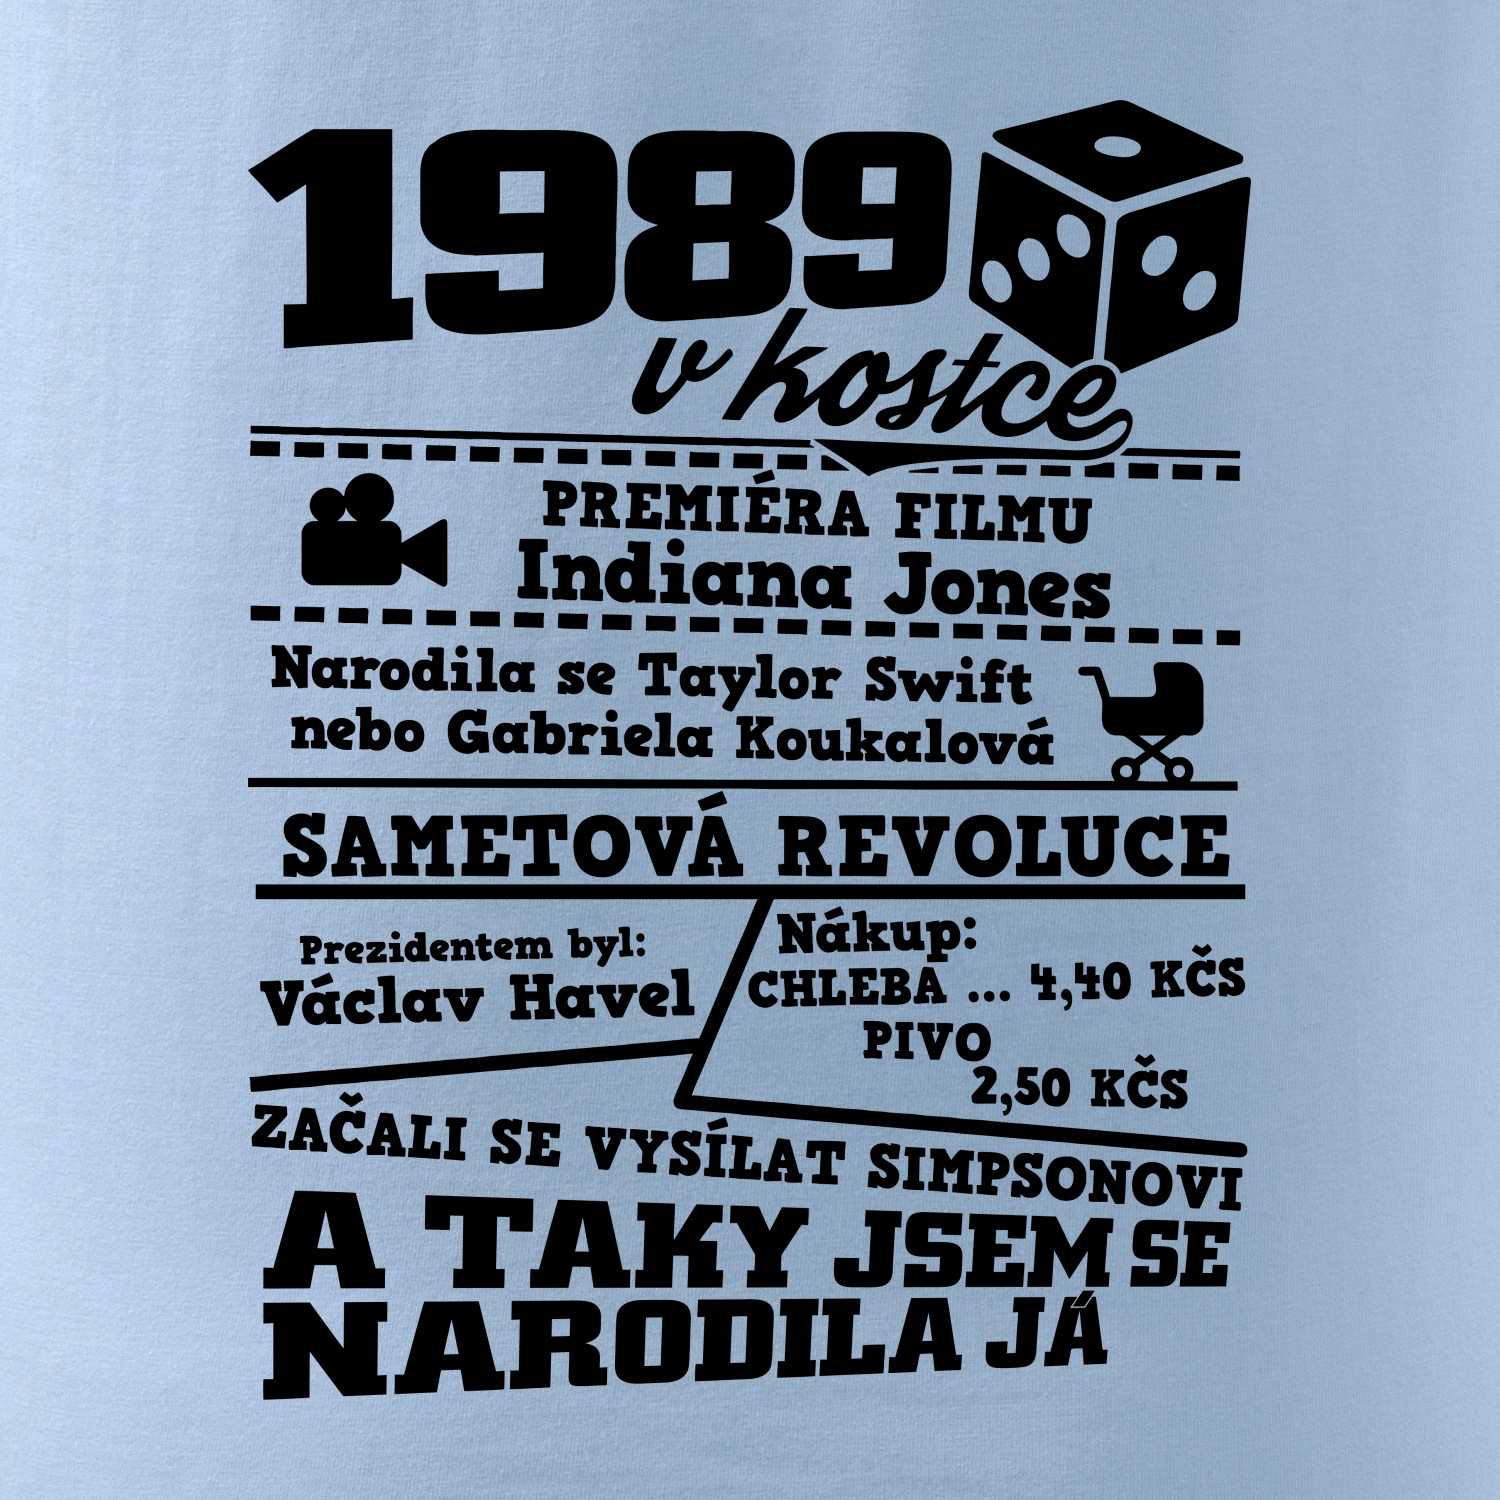 1989
v kostce
PREMIÉRA FILMU
Indiana Jones
Narodila se Taylor Swift
nebo Gabriela Koukalová
SAMETOVÁ REVOLUCE
Prezidentem byl:
Václav Havel
Nákup:
CHLEBA ... 4,40 KČS
PIVO
2,50 KČS
ZAČALI SE VYSÍLAT SIMPSONOVI
A TAKY JSEM SE
NARODILA JÁ